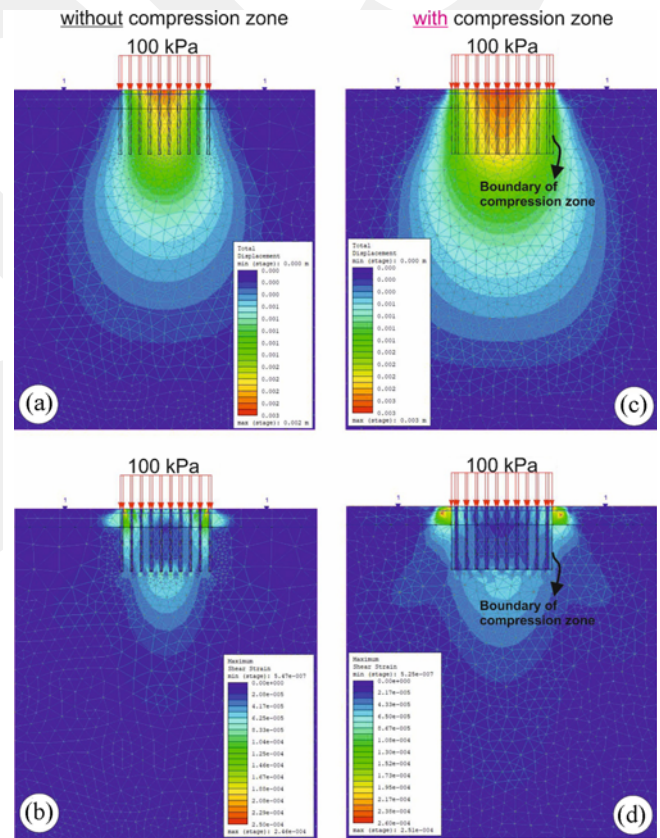 without compression zone
with compression zone
100 kPa
100 kPa
1
1
1
1
Boundary of
compression zone
Total
Displacement
min (stage): 0.000 m
0.000
0.000
0.000
0.001
0.001
0.001
0.001
0.001
0.002
0.002
0.002
0.002
0.003
max (stage): 0.002 m
Total
Displacement
min (stage): 0.000 m
0.000
0.000
0.000
0.001
0.001
0.001
0.001
0.002
0.002
0.002
0.002
0.003
0.003
max (stage): 0.003 m
(a)
(c)
100 kPa
100 kPa
1
1
1
1
Boundary of
compression zone
Maximum
Shear Strain
min (stage): 5.47e-007
0.00e+000
2.08e-005
4.17e-005
6.25e-005
8.33e-005
1.04e-004
1.25e-004
1.46e-004
1.67e-004
1.88e-004
2.08e-004
2.29e-004
2.50e-004
max (stage): 2.46e-004
Maximum
Shear Strain
min (stage): 5.25e-007
0.00e+000
2.17e-005
4.33e-005
6.50e-005
8.67e-005
1.08e-004
1.30e-004
1.52e-004
1.73e-004
1.95e-004
2.17e-004
2.38e-004
2.60e-004
max (stage): 2.51e-004
(b)
(d)